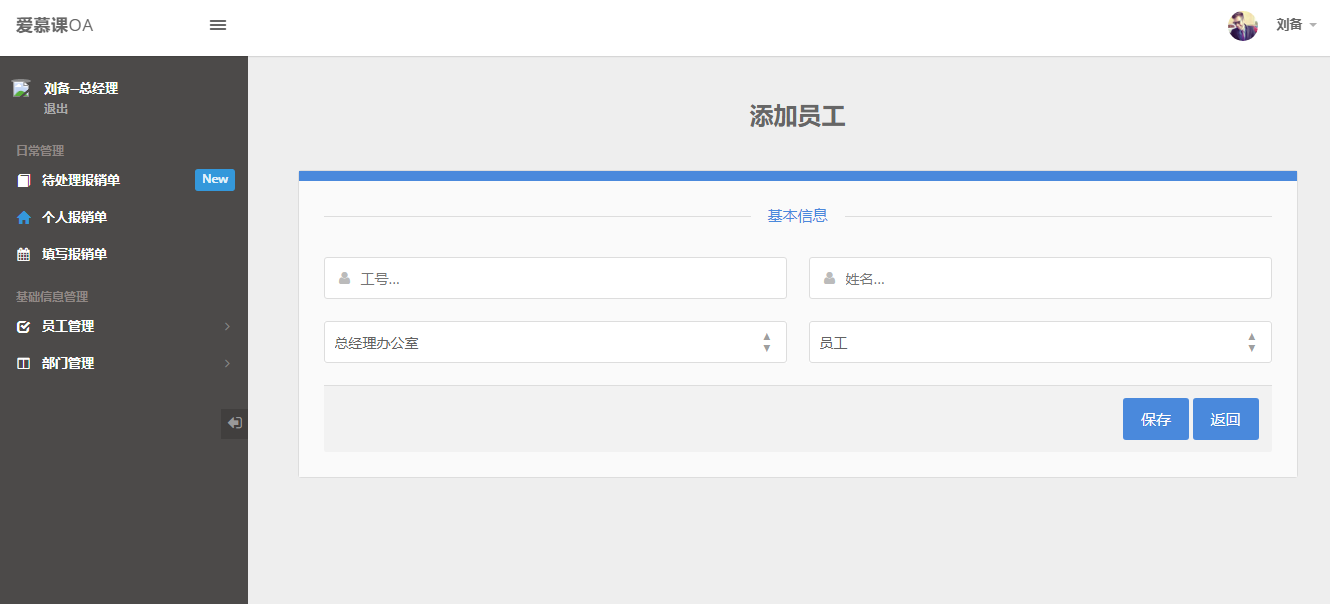 爱慕课OA
刘备
刘备--总经理
退出
日常管理
待处理报销单 New
个人报销单
填写报销单
基础信息管理
员工管理
部门管理
添加员工
基本信息
工号... 姓名...
总经理办公室 员工
保存 返回